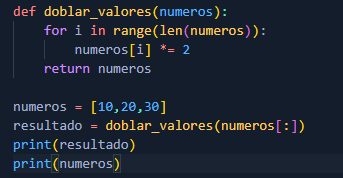 def doblar_valores(numeros):
    for i in range(len(numeros)):
        numeros[i] *= 2
    return numeros

numeros = [10,20,30]
resultado = doblar_valores(numeros[:])
print(resultado)
print(numeros)